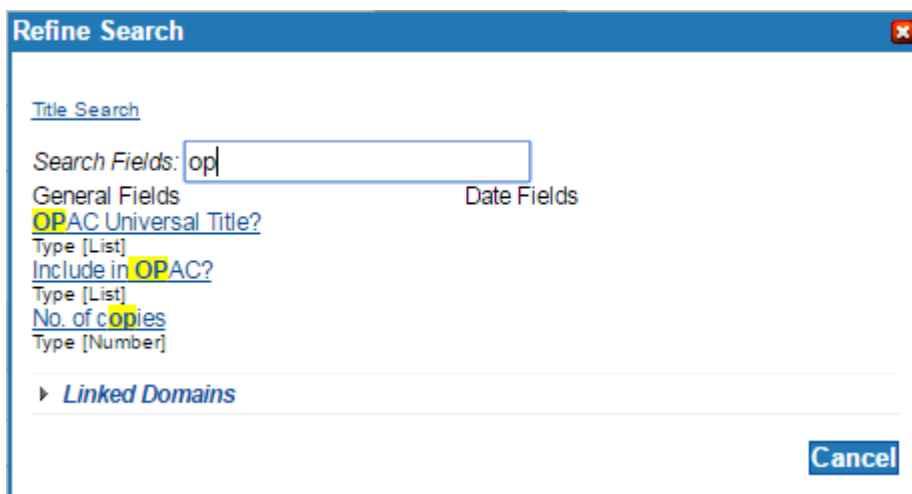 Refine Search
Title Search
Search Fields: op
General Fields Date Fields
OPAC Universal Title?
Type [List]
Include in OPAC?
Type [List]
No. of copies
Type [Number]
Linked Domains
Cancel